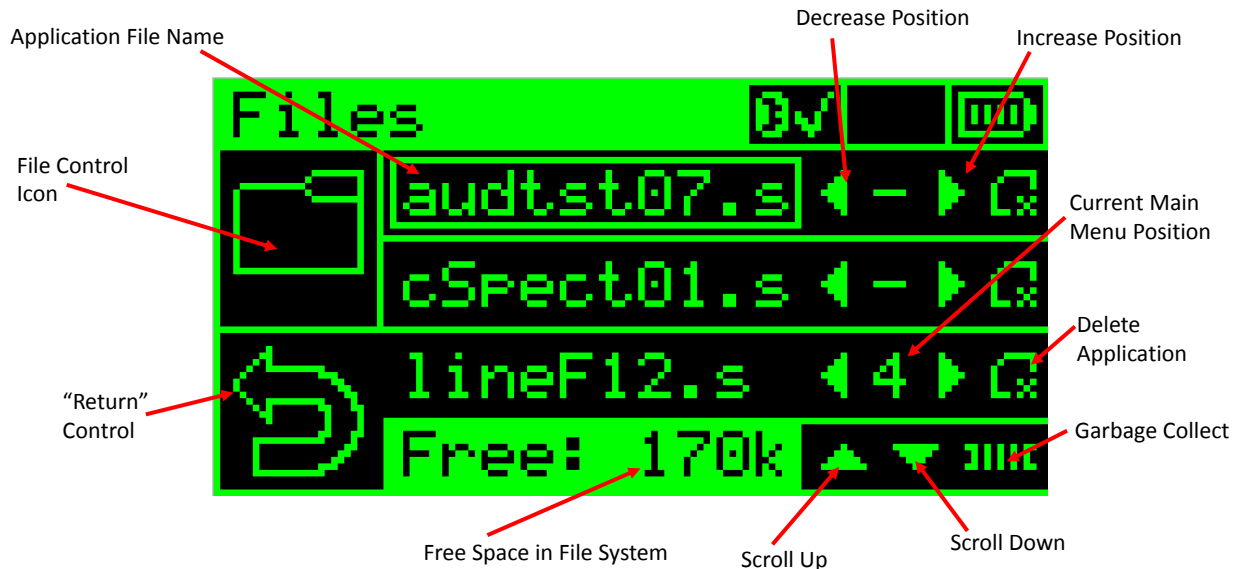 Decrease Position
Application File Name
Increase Position
Files
File Control
Icon
audtst07.s
-
Current Main
Menu Position
cSpect01.s
-
Delete
Application
lineF12.s
4
“Return”
Control
Free: 170k
Garbage Collect
Free Space in File System
Scroll Up
Scroll Down